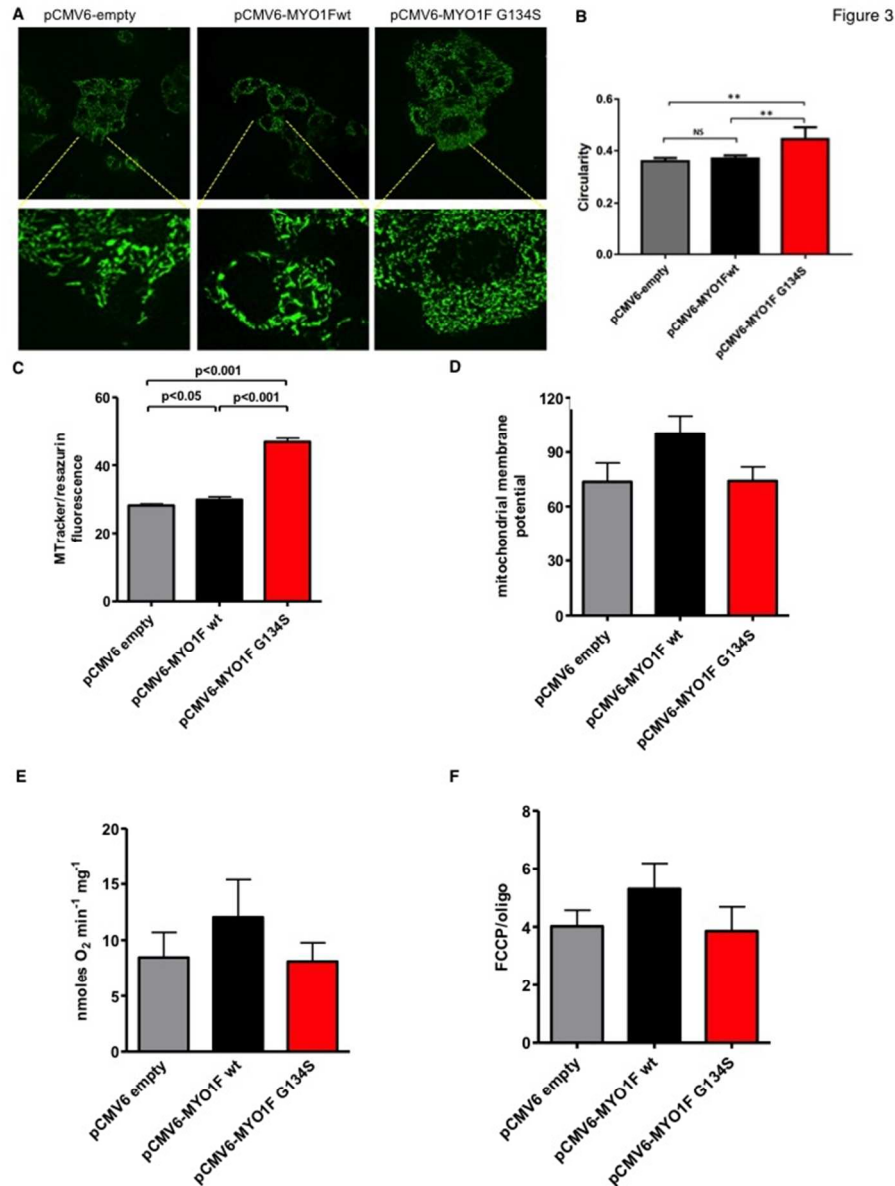 Figure 3
A
pCMV6-empty
pCMV6-MYO1Fwt
pCMV6-MYO1F G134S
B
0.6
0.4
0.2
0.0
Circularity
**
**
NS
pCMV6-empty
pCMV6-MYO1Fwt
pCMV6-MYO1F G134S
C
p<0.001
p<0.05
p<0.001
60
40
20
0
MTracker/resazurin
fluorescence
pCMV6 empty
pCMV6-MYO1F wt
pCMV6-MYO1F G134S
D
120
90
60
30
0
mitochondrial membrane
potential
pCMV6 empty
pCMV6-MYO1F wt
pCMV6-MYO1F G134S
E
20
15
10
5
0
nmoles O₂ min⁻¹ mg⁻¹
pCMV6 empty
pCMV6-MYO1F wt
pCMV6-MYO1F G134S
F
8
6
4
2
0
FCCP/oligo
pCMV6 empty
pCMV6-MYO1F wt
pCMV6-MYO1F G134S